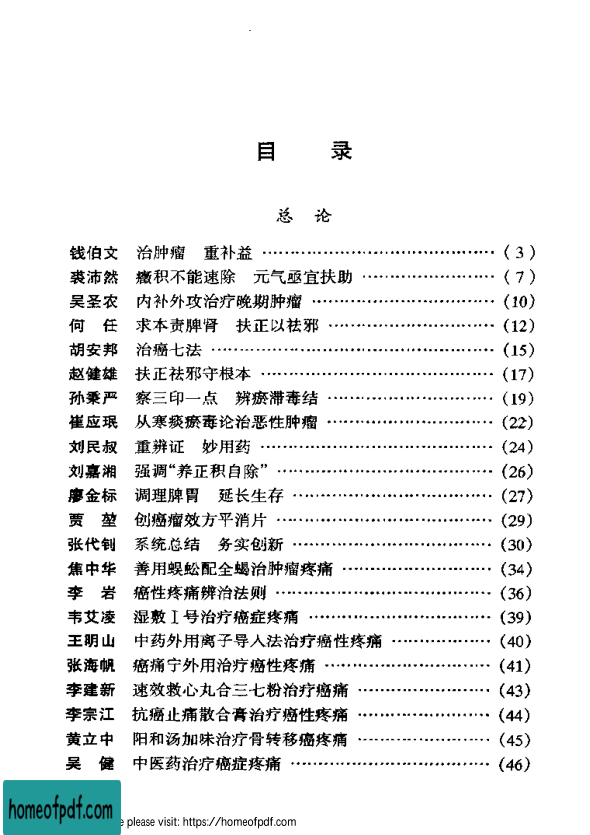 目 录
总 论
钱伯文 治肿瘤 重补益 ……………………………………（3）
裘沛然 癥积不能速除 元气亟宜扶助 ……………………（7）
吴圣农 内补外攻治疗晚期肿瘤 ……………………………（10）
何 任 求本责脾肾 扶正以祛邪 …………………………（12）
胡安邦 治癌七法 ……………………………………………（15）
赵健雄 扶正祛邪守根本 ……………………………………（17）
孙秉严 察三印一点 辨瘀滞毒结 …………………………（19）
崔应珉 从寒痰瘀毒论治恶性肿瘤 …………………………（22）
刘民叔 重辨证 妙用药 ……………………………………（24）
刘嘉湘 强调“养正积自除” …………………………………（26）
廖金标 调理脾胃 延长生存 ………………………………（27）
贾 堃 创癌瘤效方平消片 …………………………………（29）
张代钊 系统总结 务实创新 ………………………………（30）
焦中华 善用蜈蚣配全蝎治肿瘤疼痛 ………………………（34）
李 岩 癌性疼痛辨治法则 …………………………………（36）
韦艾凌 湿敷Ⅰ号治疗癌症疼痛 ……………………………（39）
王明山 中药外用离子导入法治疗癌性疼痛 ………………（40）
张海帆 癌痛宁外用治疗癌性疼痛 …………………………（41）
李建新 速效救心丸合三七粉治疗癌痛 ……………………（43）
李宗江 抗癌止痛散合膏治疗癌性疼痛 ……………………（44）
黄立中 阳和汤加味治疗骨转移癌疼痛 ……………………（45）
吴 健 中医药治疗癌症疼痛 ………………………………（46）
homeofpdf.com
e please visit: https://homeofpdf.com